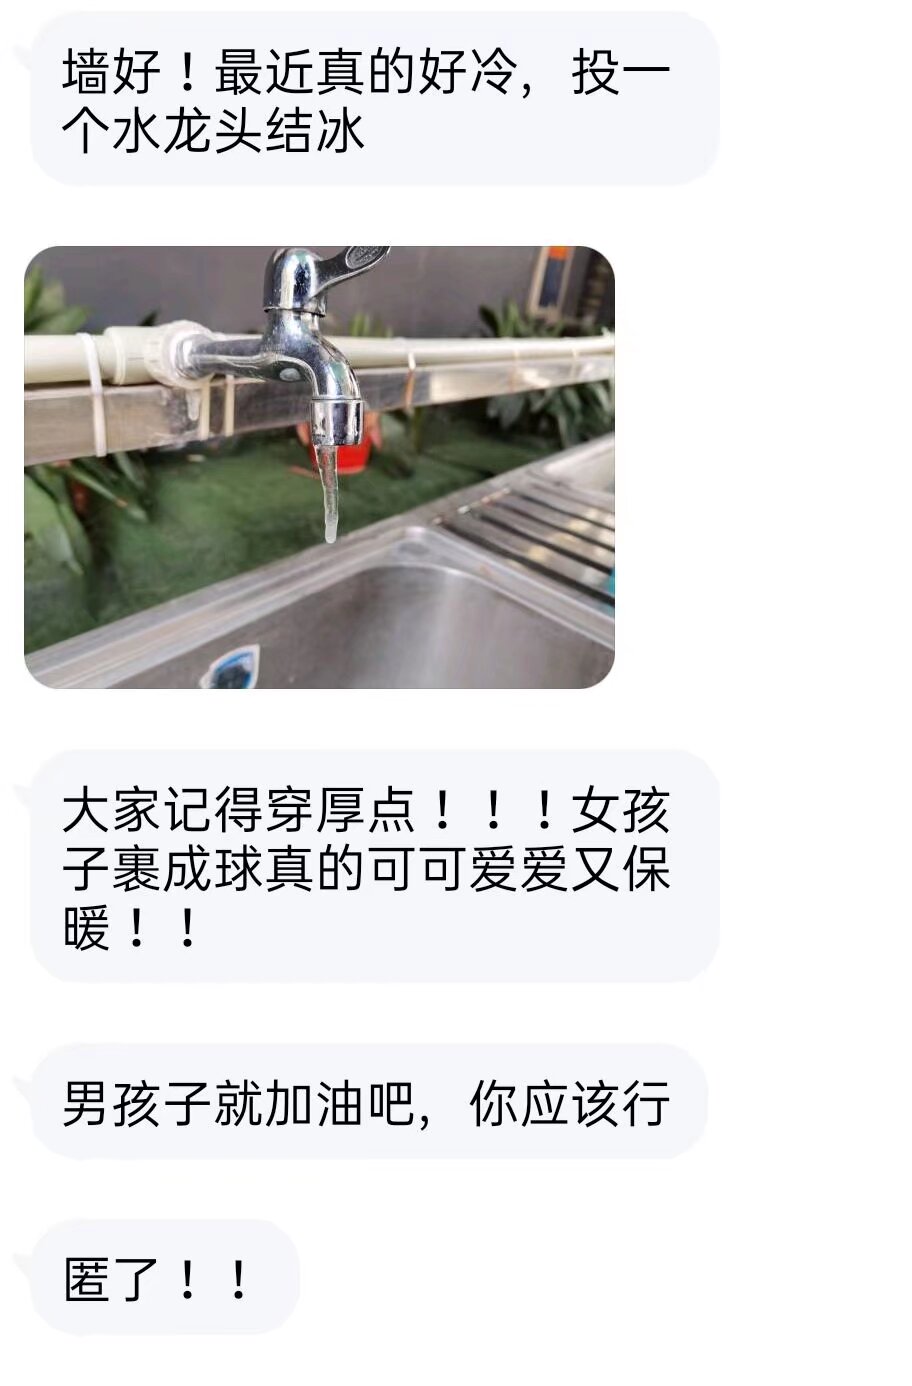 墙好！最近真的好冷，投一
个水龙头结冰
大家记得穿厚点！！！女孩
子裹成球真的可可爱爱又保
暖！！
男孩子就加油吧，你应该行
匿了！！